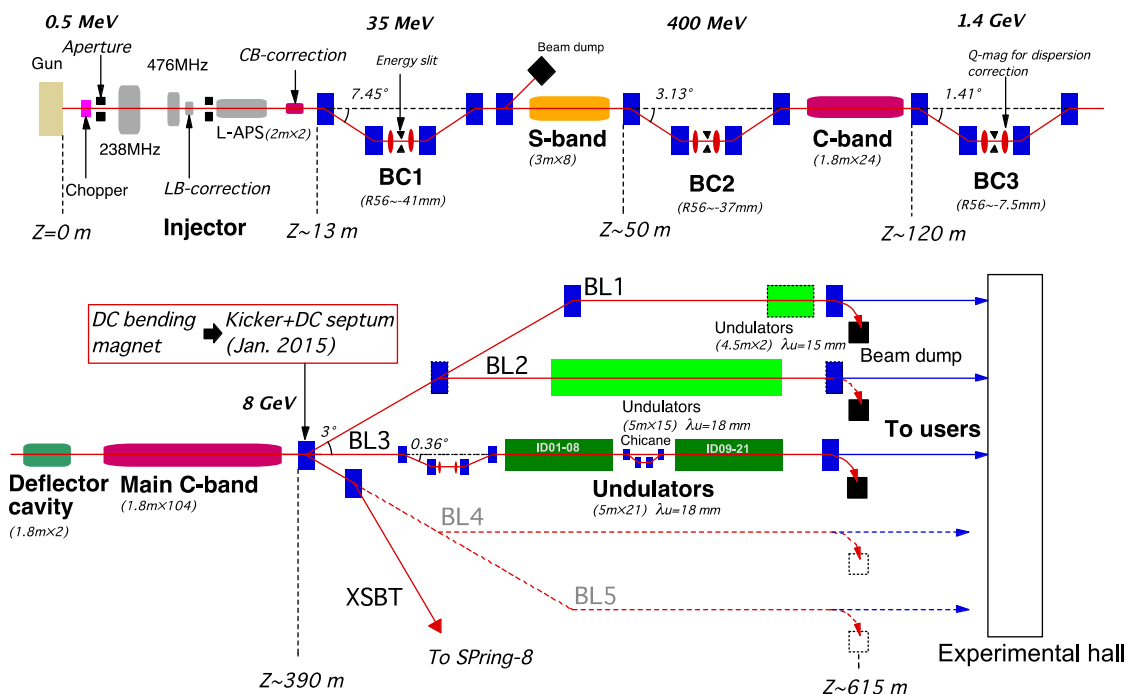 0.5 MeV
35 MeV
400 MeV
1.4 GeV
Aperture
CB-correction
Beam dump
Energy slit
Q-mag for dispersion
correction
Gun
476MHz
7.45°
3.13°
1.41°
L-APS(2m×2)
238MHz
S-band
(3m×8)
C-band
(1.8m×24)
Chopper
LB-correction
BC1
(R56~-41mm)
BC2
(R56~-37mm)
BC3
(R56~-7.5mm)
Injector
Z=0 m
Z~13 m
Z~50 m
Z~120 m
DC bending
magnet
Kicker+DC septum
(Jan. 2015)
BL1
Undulators
(4.5m×2) λu=15 mm
Beam dump
BL2
Undulators
(5m×15) λu=18 mm
To users
8 GeV
3°
BL3
0.36°
ID01-08
Chicane
ID09-21
Undulators
(5m×21) λu=18 mm
Deflector
cavity
(1.8m×2)
Main C-band
(1.8m×104)
BL4
BL5
XSBT
To SPring-8
Experimental hall
Z~390 m
Z~615 m